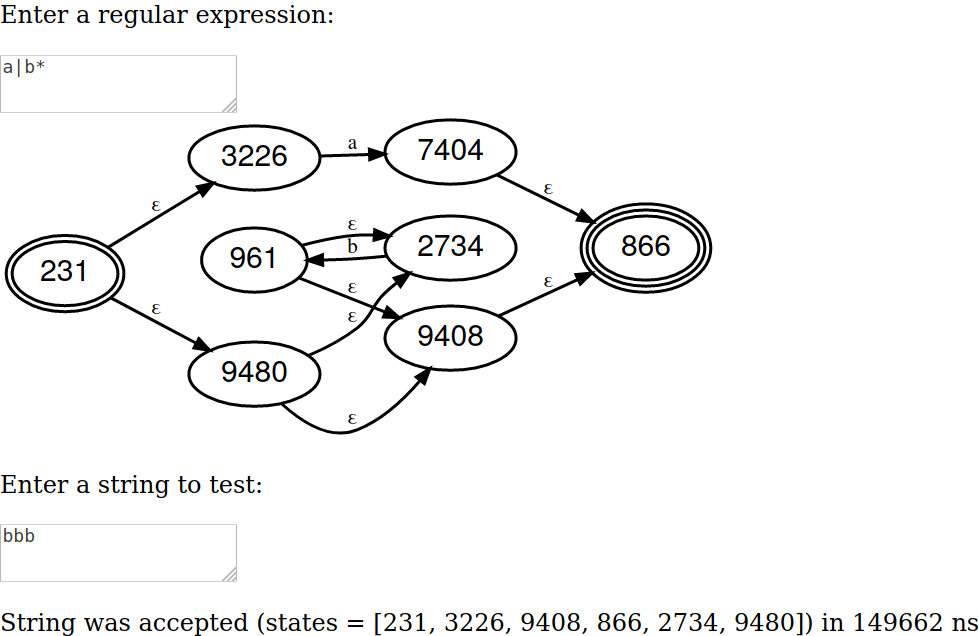 Enter a regular expression:
a|b*
3226
a
7404
ε
ε
961
ε
b
2734
866
231
ε
ε
ε
ε
9408
9480
ε
Enter a string to test:
bbb
String was accepted (states = [231, 3226, 9408, 866, 2734, 9480]) in 149662 ns